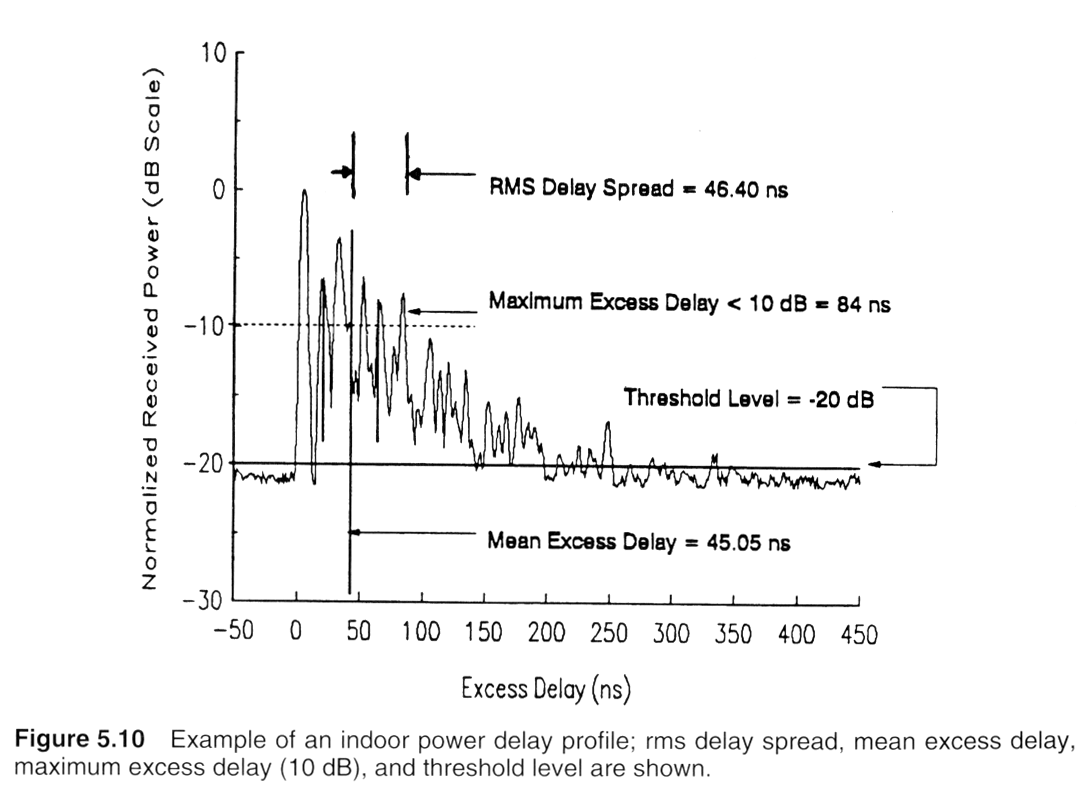 10
0
−10
−20
−30
Normalized Received Power (dB Scale)
RMS Delay Spread = 46.40 ns
Maximum Excess Delay < 10 dB = 84 ns
Threshold Level = -20 dB
Mean Excess Delay = 45.05 ns
−50 0 50 100 150 200 250 300 350 400 450
Excess Delay (ns)
Figure 5.10 Example of an indoor power delay profile; rms delay spread, mean excess delay,
maximum excess delay (10 dB), and threshold level are shown.